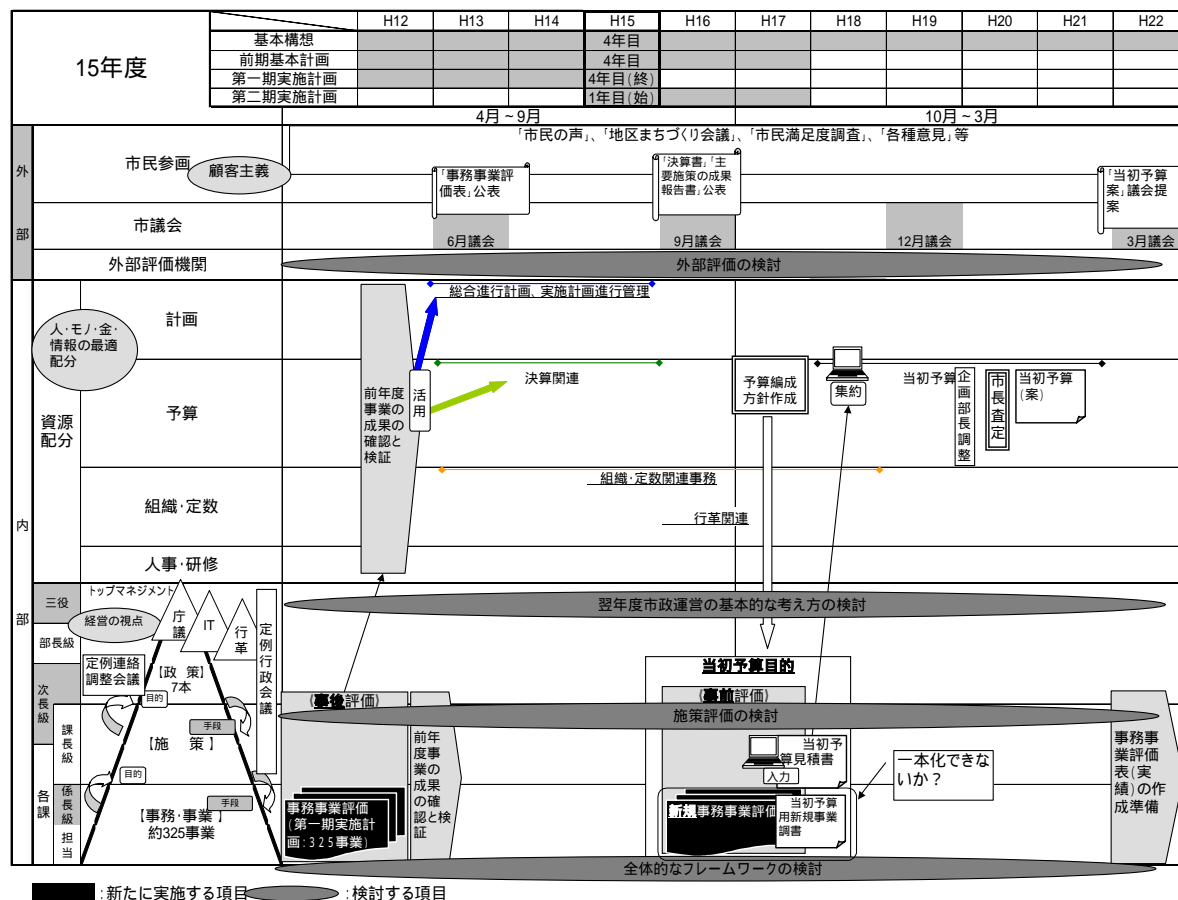 15年度
H12 H13 H14 H15 H16 H17 H18 H19 H20 H21 H22
基本構想 4年目
前期基本計画 4年目
第一期実施計画 4年目(終)
第二期実施計画 1年目(始)
4月~9月 10月~3月
外部
市民参画
顧客主義
「市民の声」、「地区まちづくり会議」、「市民満足度調査」、「各種意見」等
「事務事業評
価表」公表
「決算書」「主
要施策の成果
報告書」公表
「当初予算
案」議会提
案
市議会
6月議会
9月議会
12月議会
3月議会
外部評価機関
外部評価の検討
内部
資源
配分
人・モノ・金・
情報の最適
配分
計画
総合進行計画、実施計画進行管理
予算
前年度
事業の
成果の
確認と
検証
活用
決算関連
予算編成
方針作成
集約
当初予算
企画部長調整
市長査定
当初予算
(案)
組織・定数
組織・定数関連事務
行革関連
人事・研修
三役
部長級
次長級
課長級
各課
係長級
担当
トップマネジメント
経営の視点
庁議
IT
行革
定例行政会議
定例連絡
調整会議
【政 策】
7本
目的
手段
【施 策】
目的
手段
【事務・事業】
約325事業
翌年度市政運営の基本的な考え方の検討
(事後評価)
当初予算目的
(事前評価)
施策評価の検討
前年
度事
業の
成果
の確
認と
検証
事務事業評価
(第一期実施計
画:325事業)
当初予
算見積書
入力
新規事務事業評価
当初予算
用新規事業
調書
一本化できな
いか?
事務事
業評価
表(実
績)の作
成準備
全体的なフレームワークの検討
:新たに実施する項目
:検討する項目